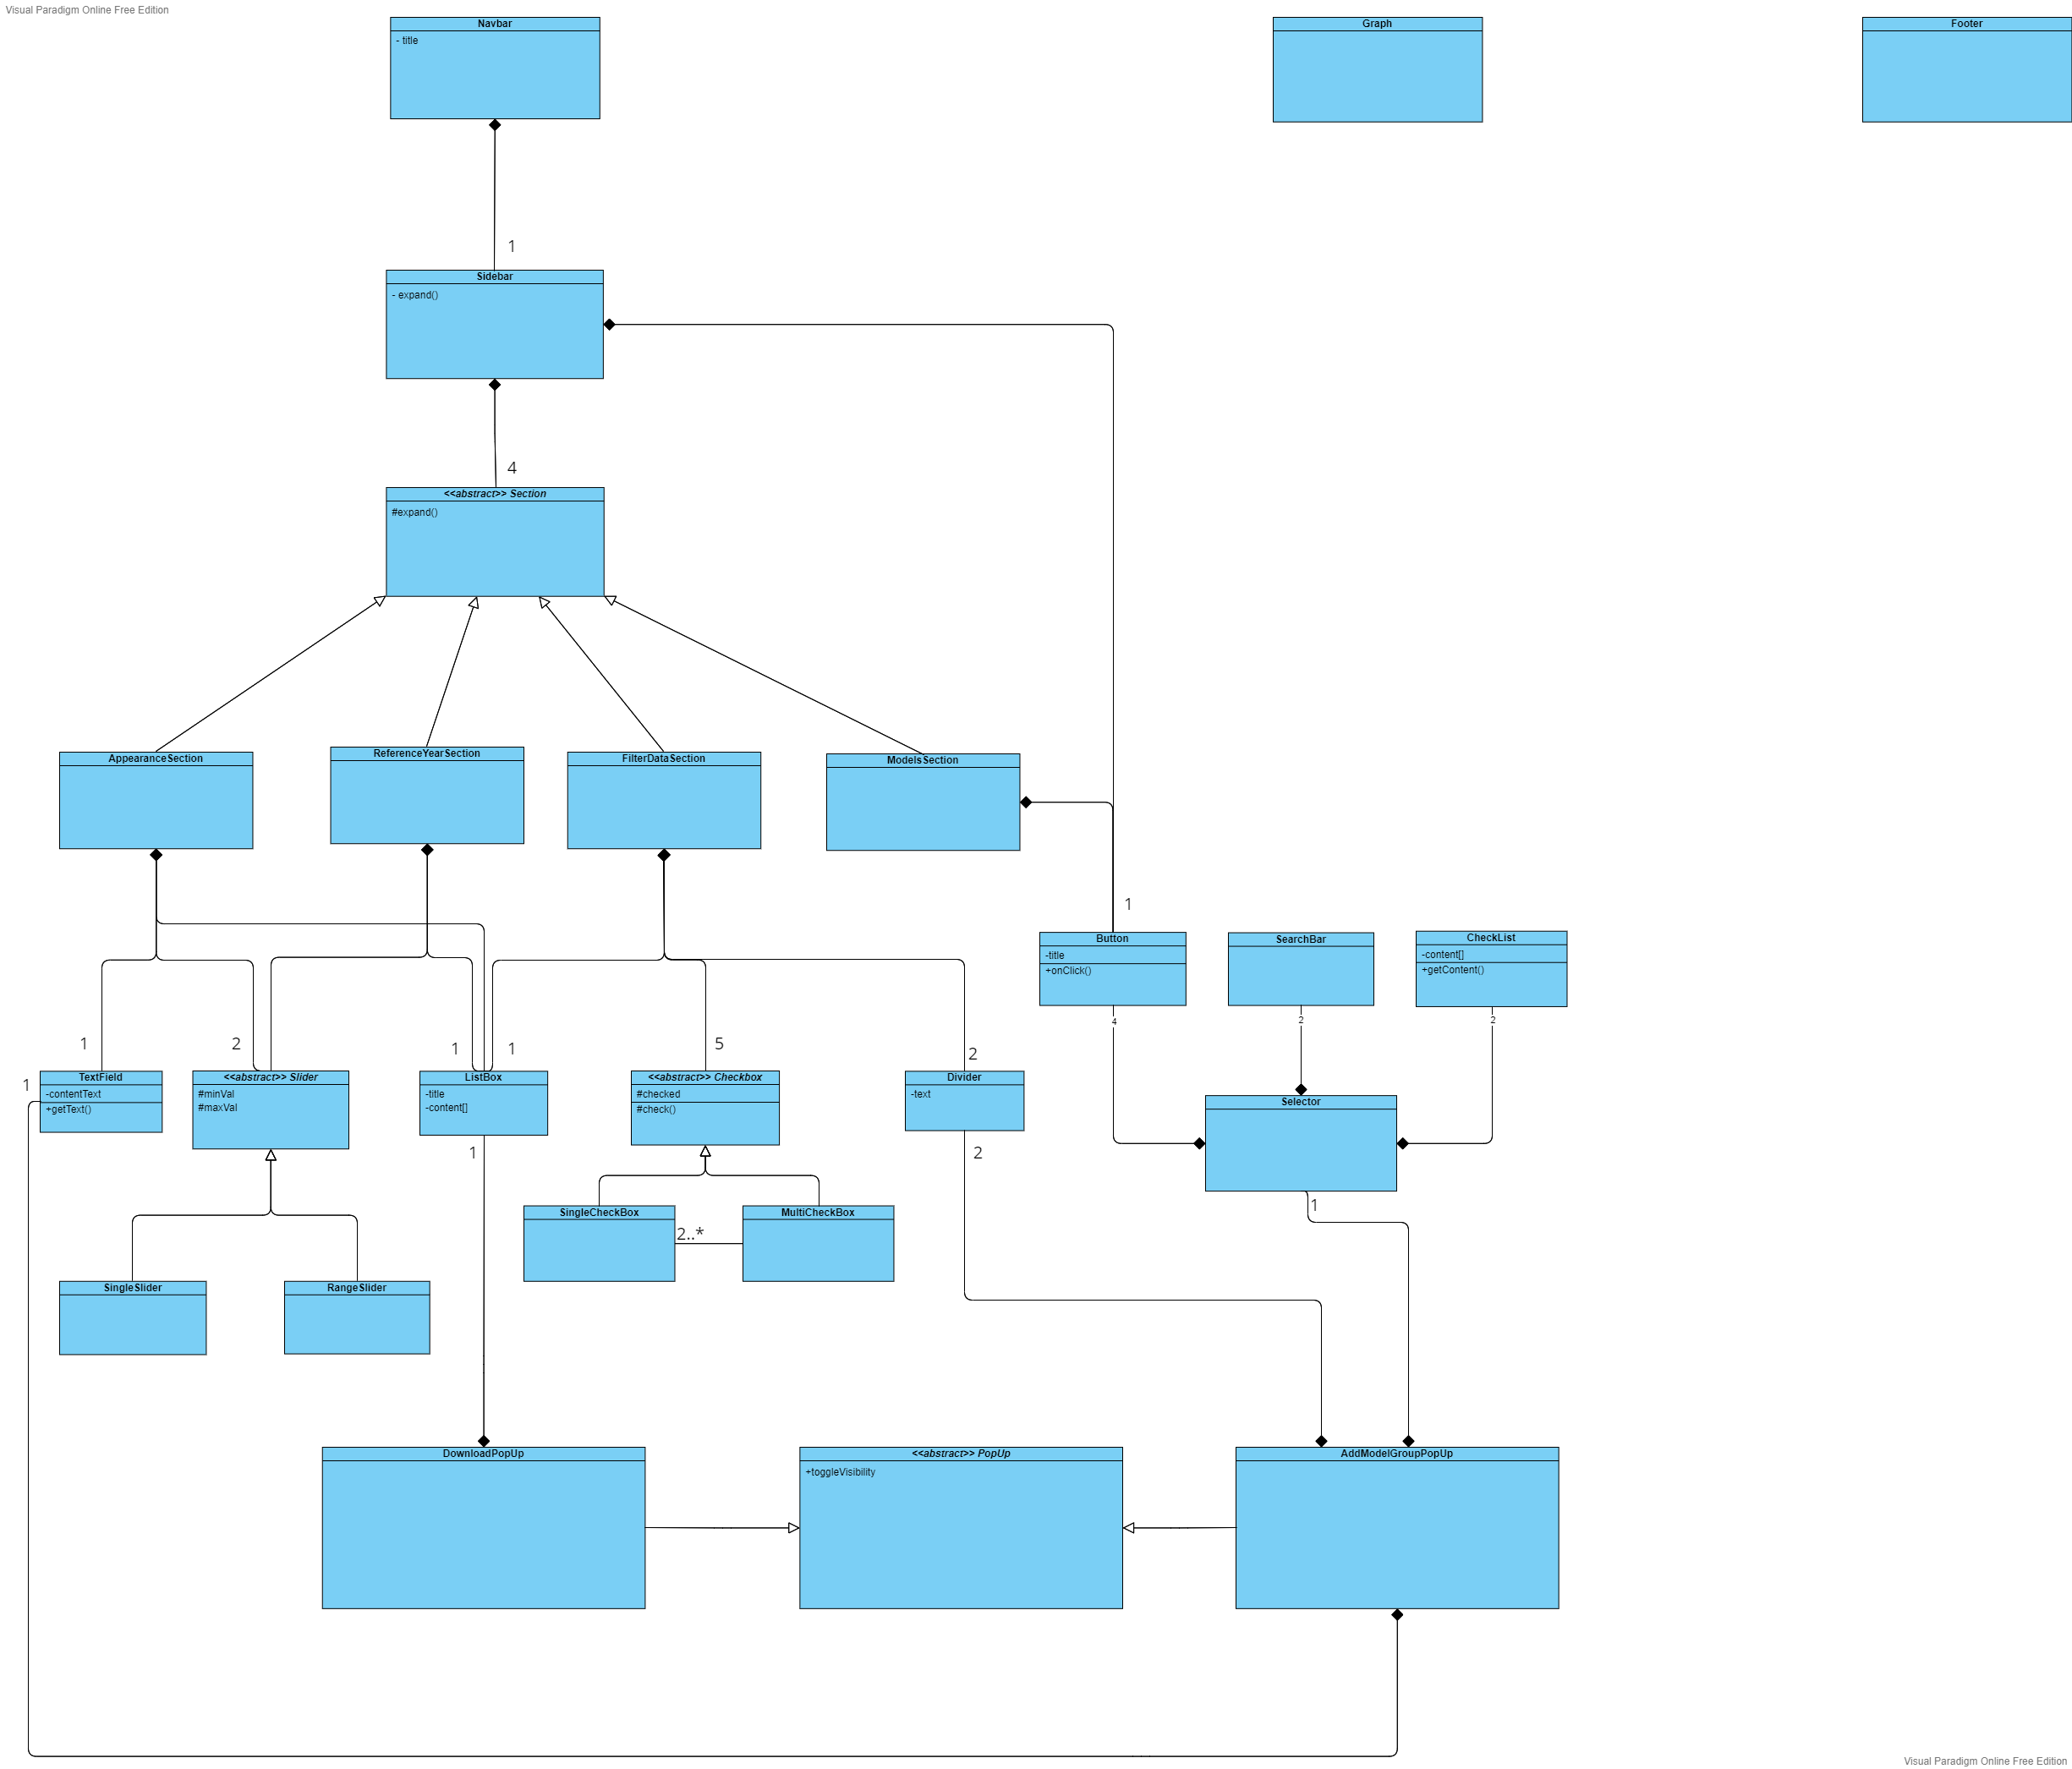 Visual Paradigm Online Free Edition
Navbar
- title
Graph
Footer
1
Sidebar
- expand()
4
<<abstract>> Section
#expand()
AppearanceSection
ReferenceYearSection
FilterDataSection
ModelsSection
1
Button
-title
+onClick()
SearchBar
CheckList
-content[]
+getContent()
4
2
2
1
2
1
1
5
2
1
TextField
-contentText
+getText()
<<abstract>> Slider
#minVal
#maxVal
ListBox
-title
-content[]
<<abstract>> Checkbox
#checked
#check()
Divider
-text
Selector
1
2
1
SingleCheckBox
2..*
MultiCheckBox
SingleSlider
RangeSlider
DownloadPopUp
<<abstract>> PopUp
+toggleVisibility
AddModelGroupPopUp
Visual Paradigm Online Free Edition